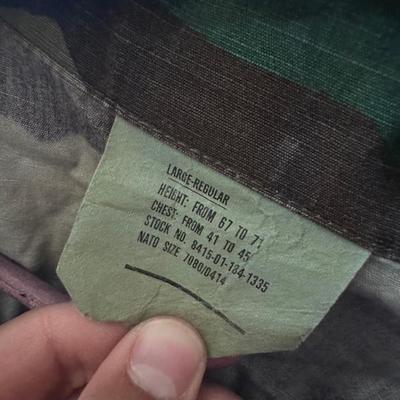 LARGE-REGULAR
HEIGHT: FROM 67 TO 71
CHEST: FROM 41 TO 45
STOCK NO. 8415-01-184-1335
NATO SIZE 7080/0414